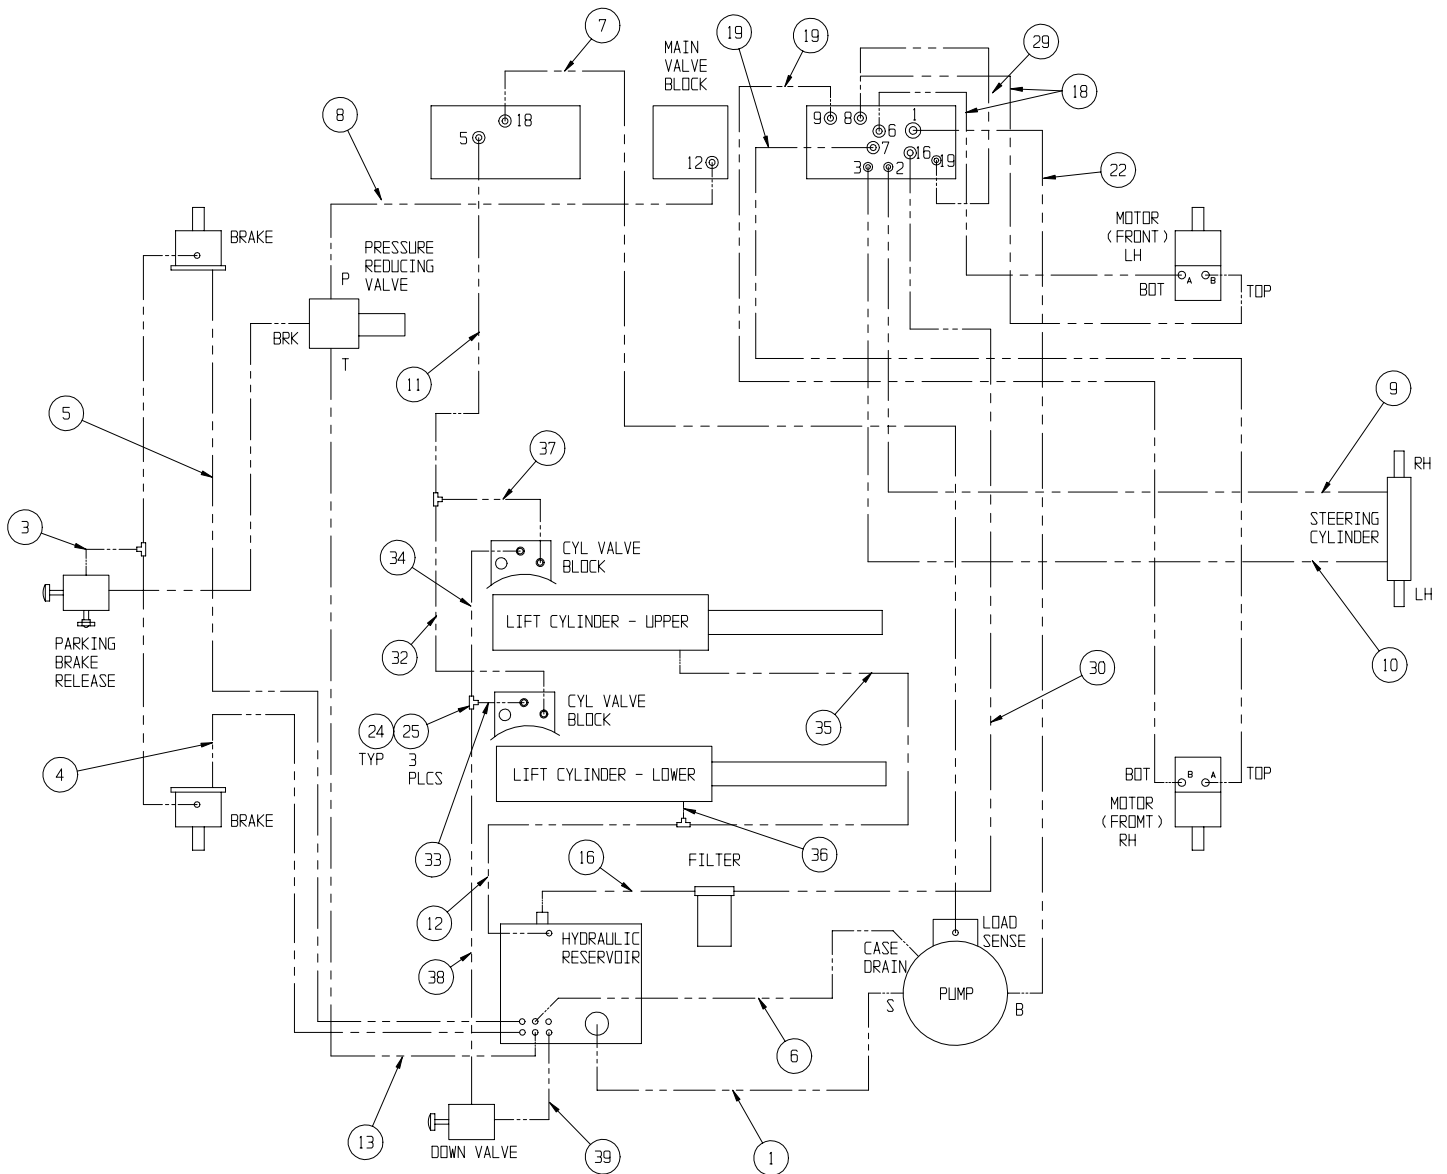 7
19
19
29
MAIN
VALVE
BLOCK
18
8
18
5
12
9
8
6
1
7
16
19
3
2
22
BRAKE
PRESSURE
REDUCING
VALVE
P
BRK
T
MOTOR
(FRONT)
LH
BOT
A
B
TOP
11
5
9
37
RH
3
STEERING
CYLINDER
34
CYL VALVE
BLOCK
LH
LIFT CYLINDER - UPPER
PARKING
BRAKE
RELEASE
32
10
30
CYL VALVE
BLOCK
24
25
TYP
3
PLCS
35
4
LIFT CYLINDER - LOWER
BOT
B
A
TOP
MOTOR
(FROMT)
RH
BRAKE
33
16
FILTER
36
12
HYDRAULIC
RESERVOIR
LOAD
SENSE
CASE
DRAIN
38
PUMP
S
B
6
13
DOWN VALVE
39
1